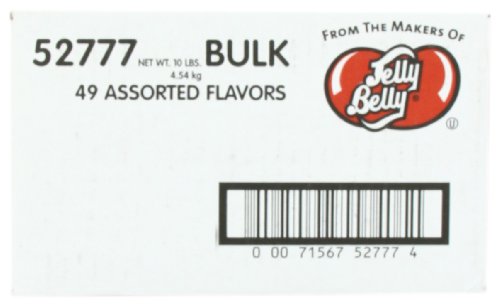 52777 NET WT. 10 LBS. BULK
4.54 kg
49 ASSORTED FLAVORS
FROM THE MAKERS OF
Jelly
Belly®
U
0 00 71567 52777 4